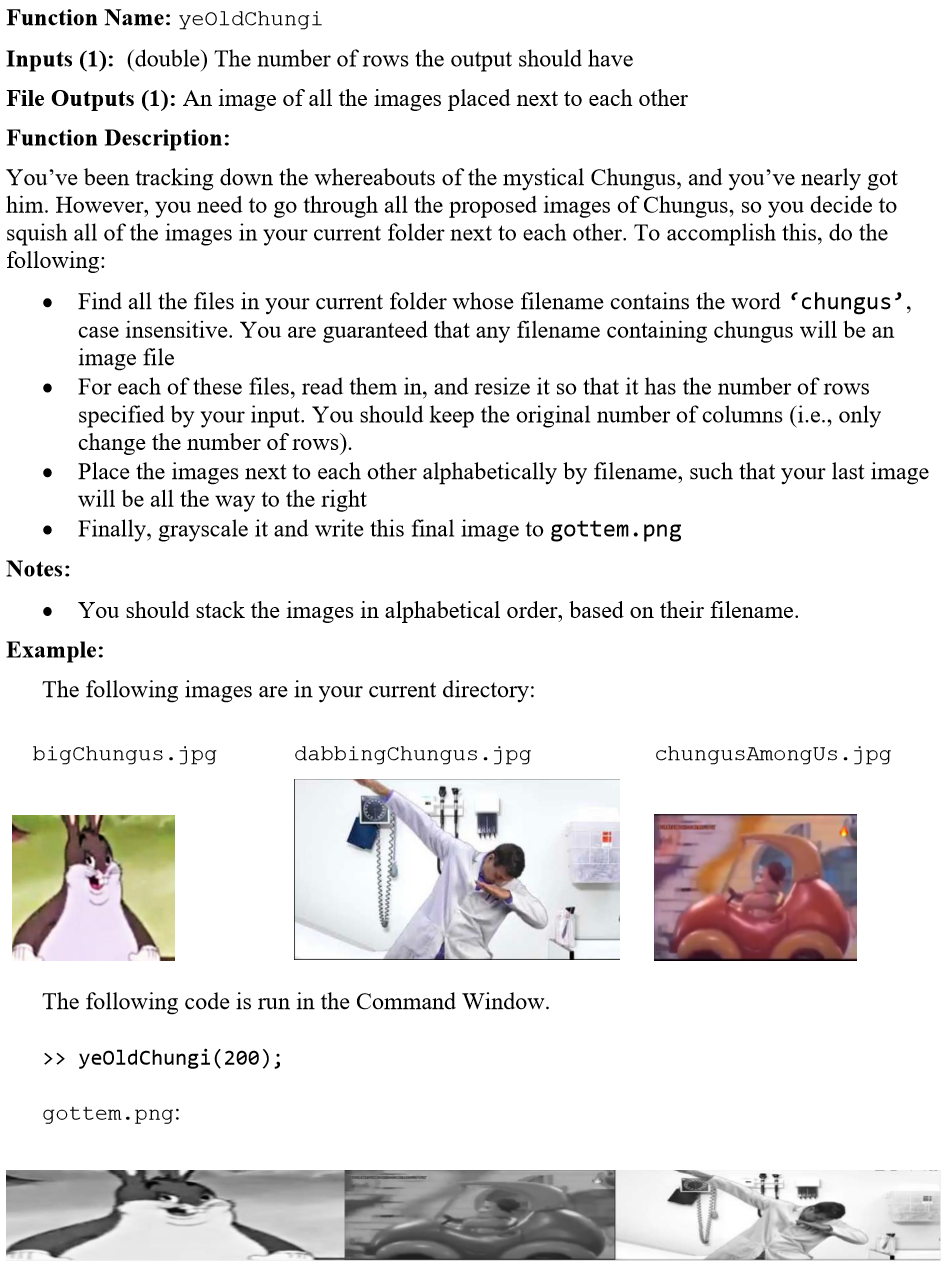 Function Name: yeOldChungi
Inputs (1): (double) The number of rows the output should have
File Outputs (1): An image of all the images placed next to each other
Function Description:
You’ve been tracking down the whereabouts of the mystical Chungus, and you’ve nearly got
him. However, you need to go through all the proposed images of Chungus, so you decide to
squish all of the images in your current folder next to each other. To accomplish this, do the
following:
• Find all the files in your current folder whose filename contains the word ‘chungus’,
case insensitive. You are guaranteed that any filename containing chungus will be an
image file
• For each of these files, read them in, and resize it so that it has the number of rows
specified by your input. You should keep the original number of columns (i.e., only
change the number of rows).
• Place the images next to each other alphabetically by filename, such that your last image
will be all the way to the right
• Finally, grayscale it and write this final image to gottem.png
Notes:
• You should stack the images in alphabetical order, based on their filename.
Example:
The following images are in your current directory:
bigChungus.jpg dabbingChungus.jpg chungusAmongUs.jpg
The following code is run in the Command Window.
>> yeOldChungi(200);
gottem.png: